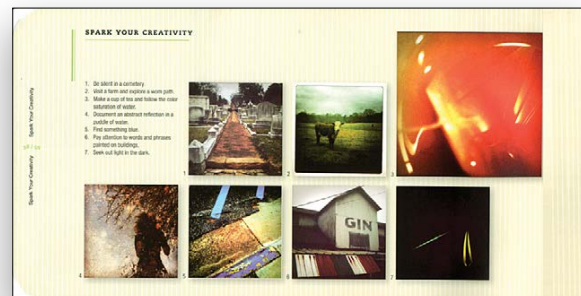 SPARK YOUR CREATIVITY
1. Be silent in a cemetery.
2. Visit a farm and explore a worn path.
3. Make a cup of tea and follow the color
saturation of water.
4. Document an abstract reflection in a
puddle of water.
5. Find something blue.
6. Pay attention to words and phrases
painted on buildings.
7. Seek out light in the dark.
Spark Your Creativity
Spark Your Creativity
1
2
3
GIN
4
5
6
7